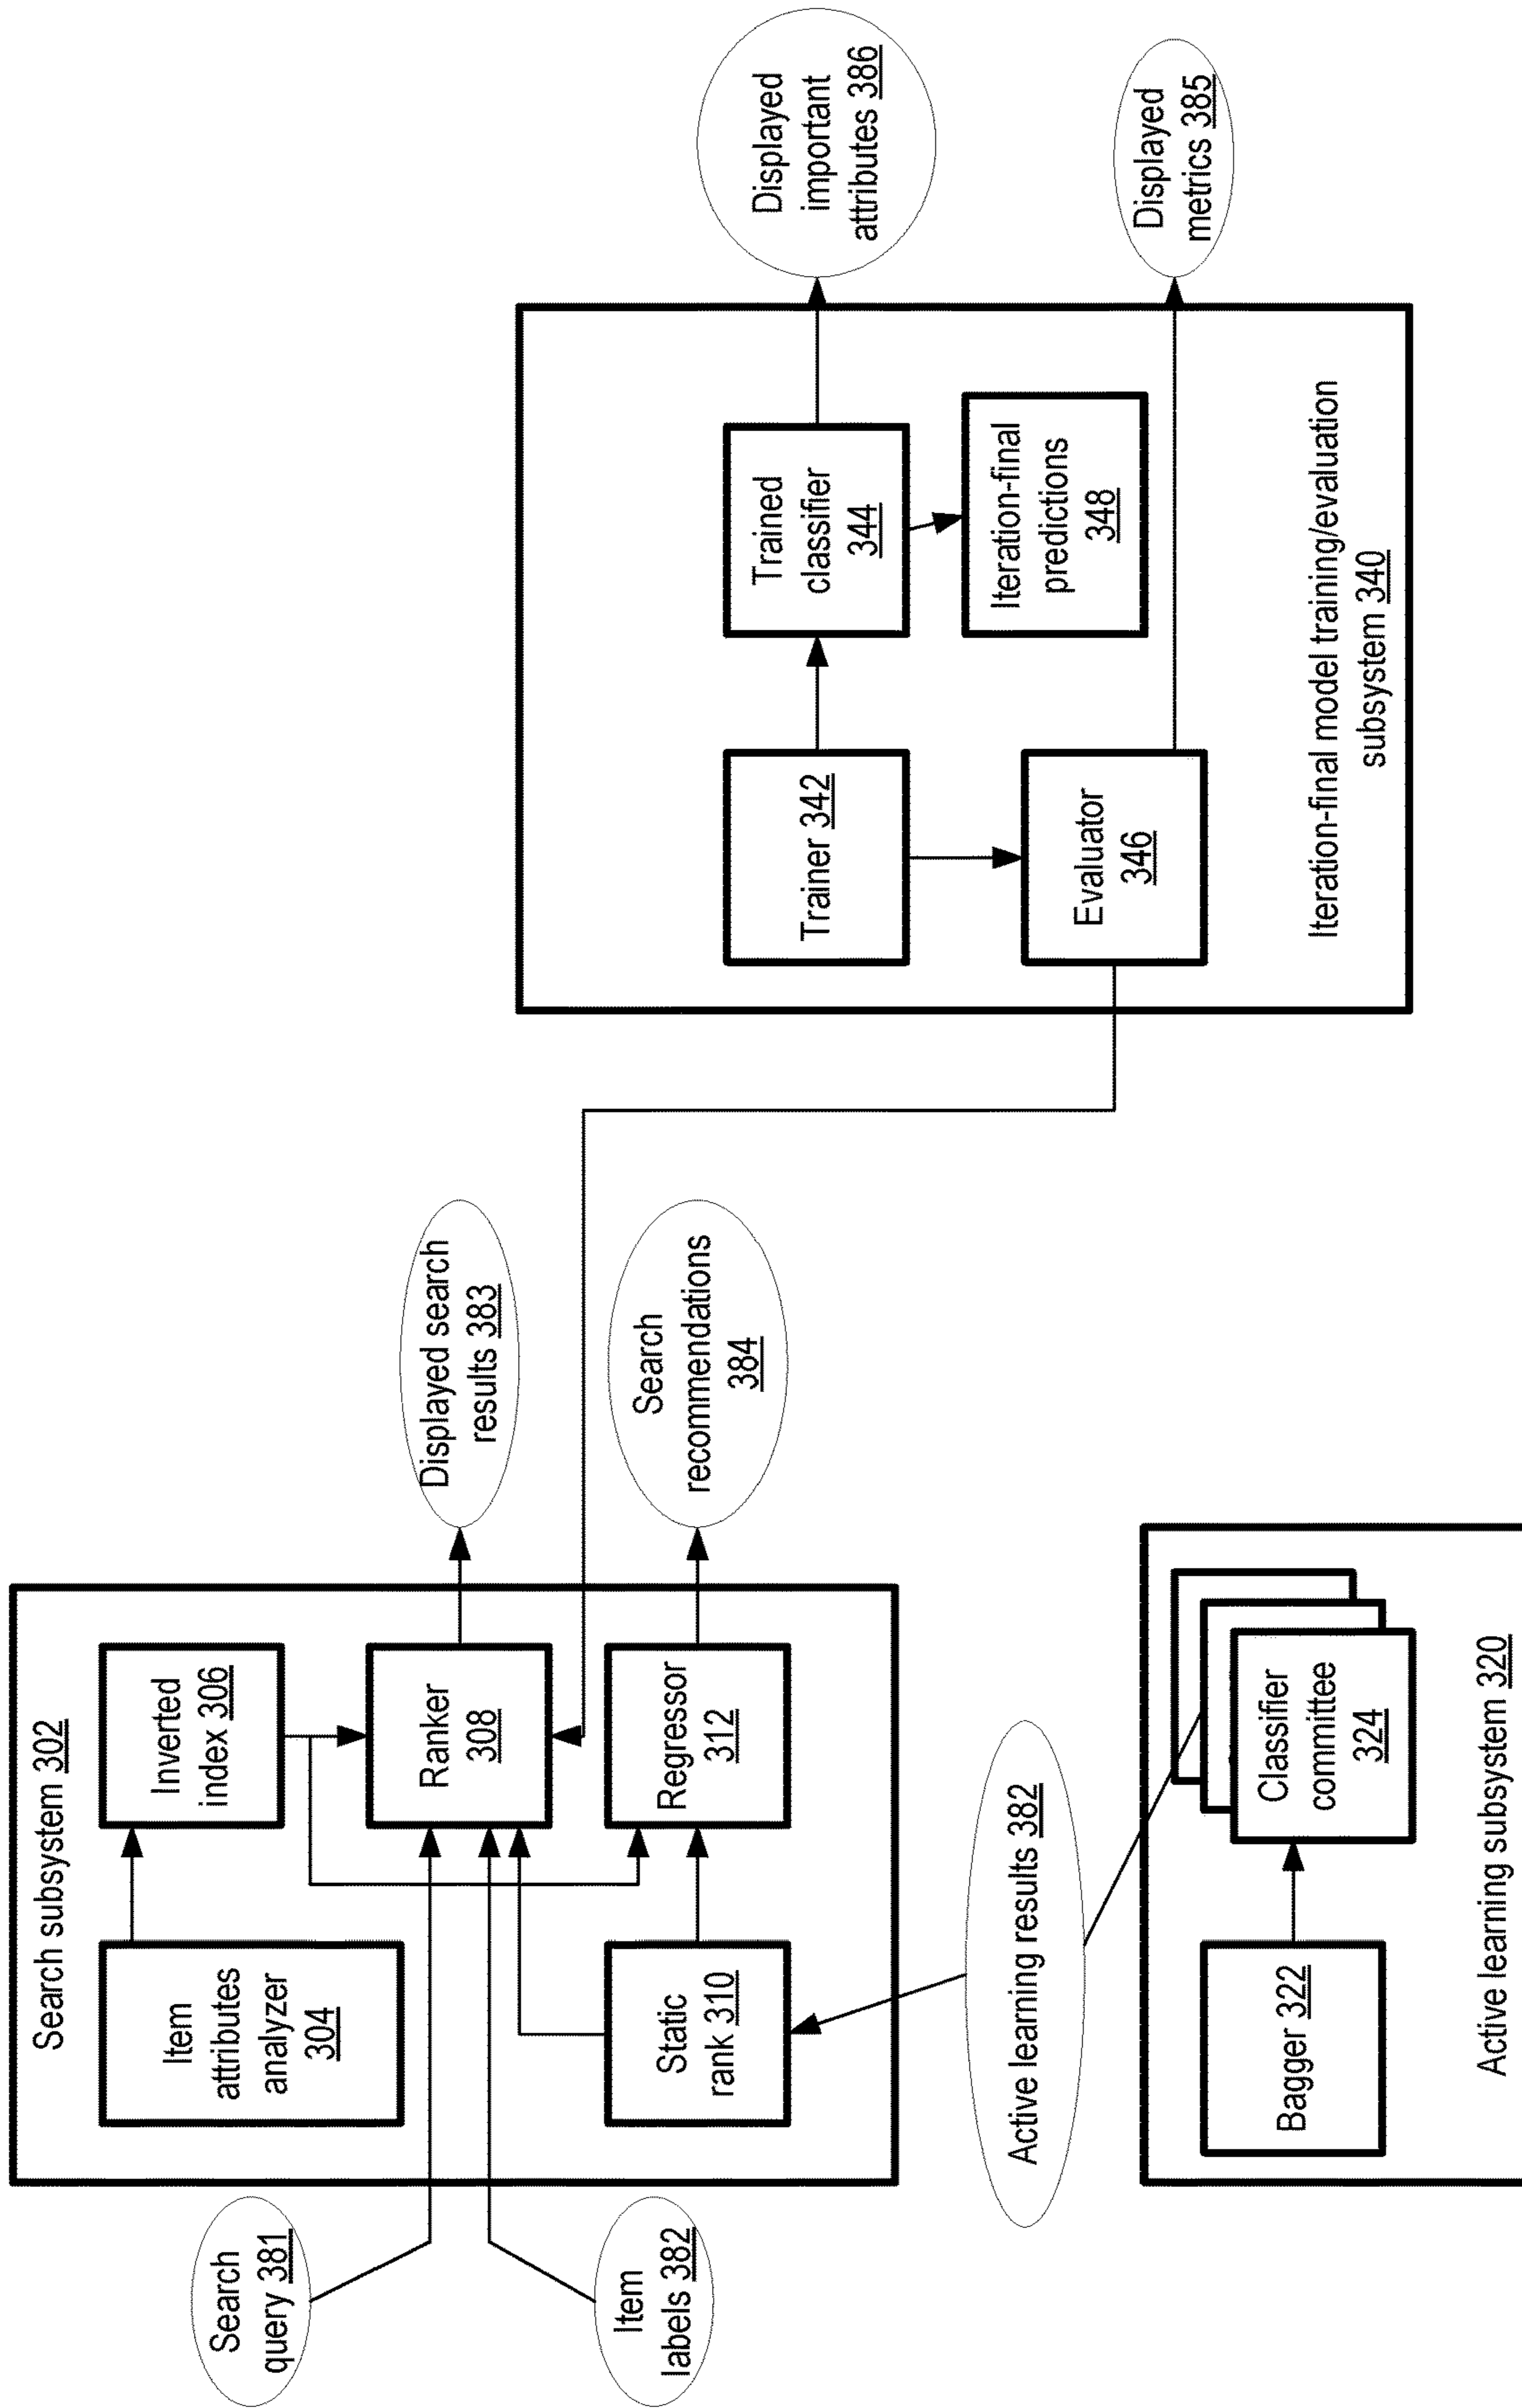 Search subsystem 302
Item
attributes
analyzer
304
Inverted
index 306
Search
query 381
Ranker
308
Displayed search
results 383
Item
labels 382
Static
rank 310
Regressor
312
Search
recommendations
384
Active learning results 382
Bagger 322
Classifier
committee
324
Active learning subsystem 320
Trainer 342
Trained
classifier
344
Displayed
important
attributes 386
Evaluator
346
Iteration-final
predictions
348
Displayed
metrics 385
Iteration-final model training/evaluation
subsystem 340